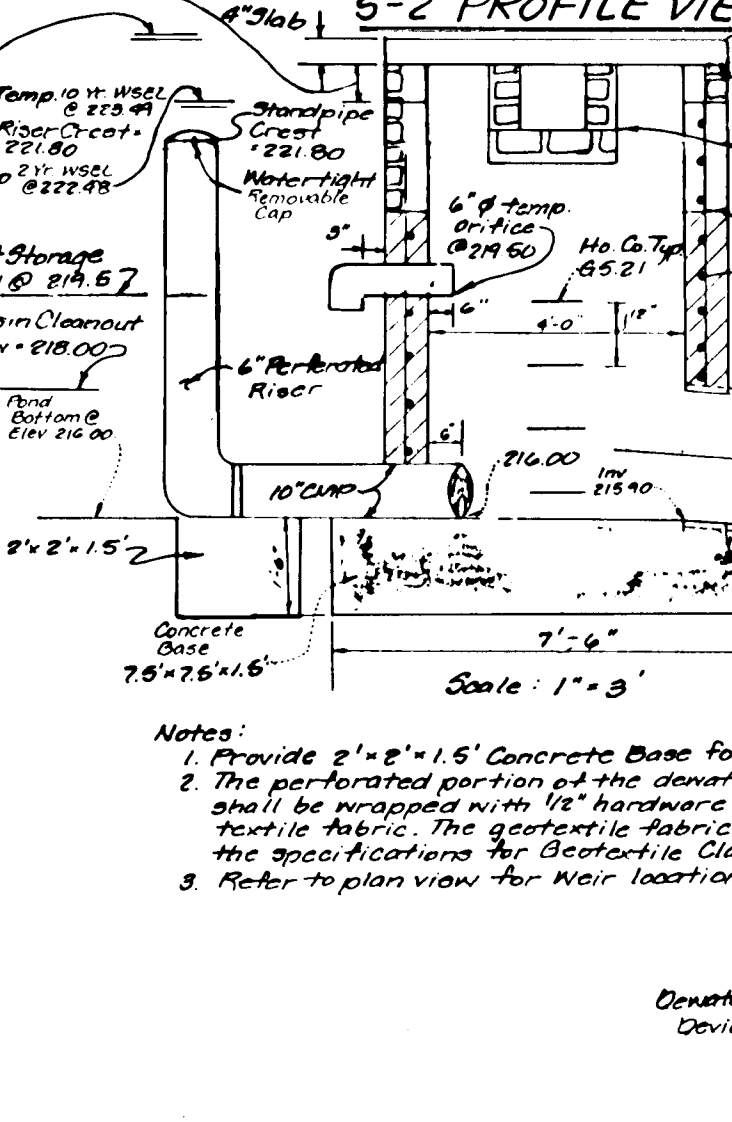 S-2 PROFILE VIE
4" Slab
Temp. 10 Yr. WSEL
@ 223.49
Riser Crest =
221.80
2 Yr. WSEL
@ 222.48
Standpipe
Crest
= 221.80
Watertight
Removable
Cap
6" Ø temp.
orifice
@ 219.50
Ho. Co. Typ.
G5.21
3"
t Storage
@ 219.5
6"
4'-0"
1'2"
in Cleanout
v = 218.00
6" Perforated
Riser
Pond
Bottom @
Elev 216.00
6"
216.00
Inv
215.90
10" CMP
2' x 2' x 1.5'
Concrete
Base
7.5' x 7.5' x 1.5'
7'-6"
Scale : 1" = 3'
Notes :
1. Provide 2' x 2' x 1.5' Concrete Base fo
2. The perforated portion of the dewat
shall be wrapped with 1/2" hardware
textile fabric. The geotextile fabric
the specifications for Geotextile Cla
3. Refer to plan view for Weir location
Dewat
Devic